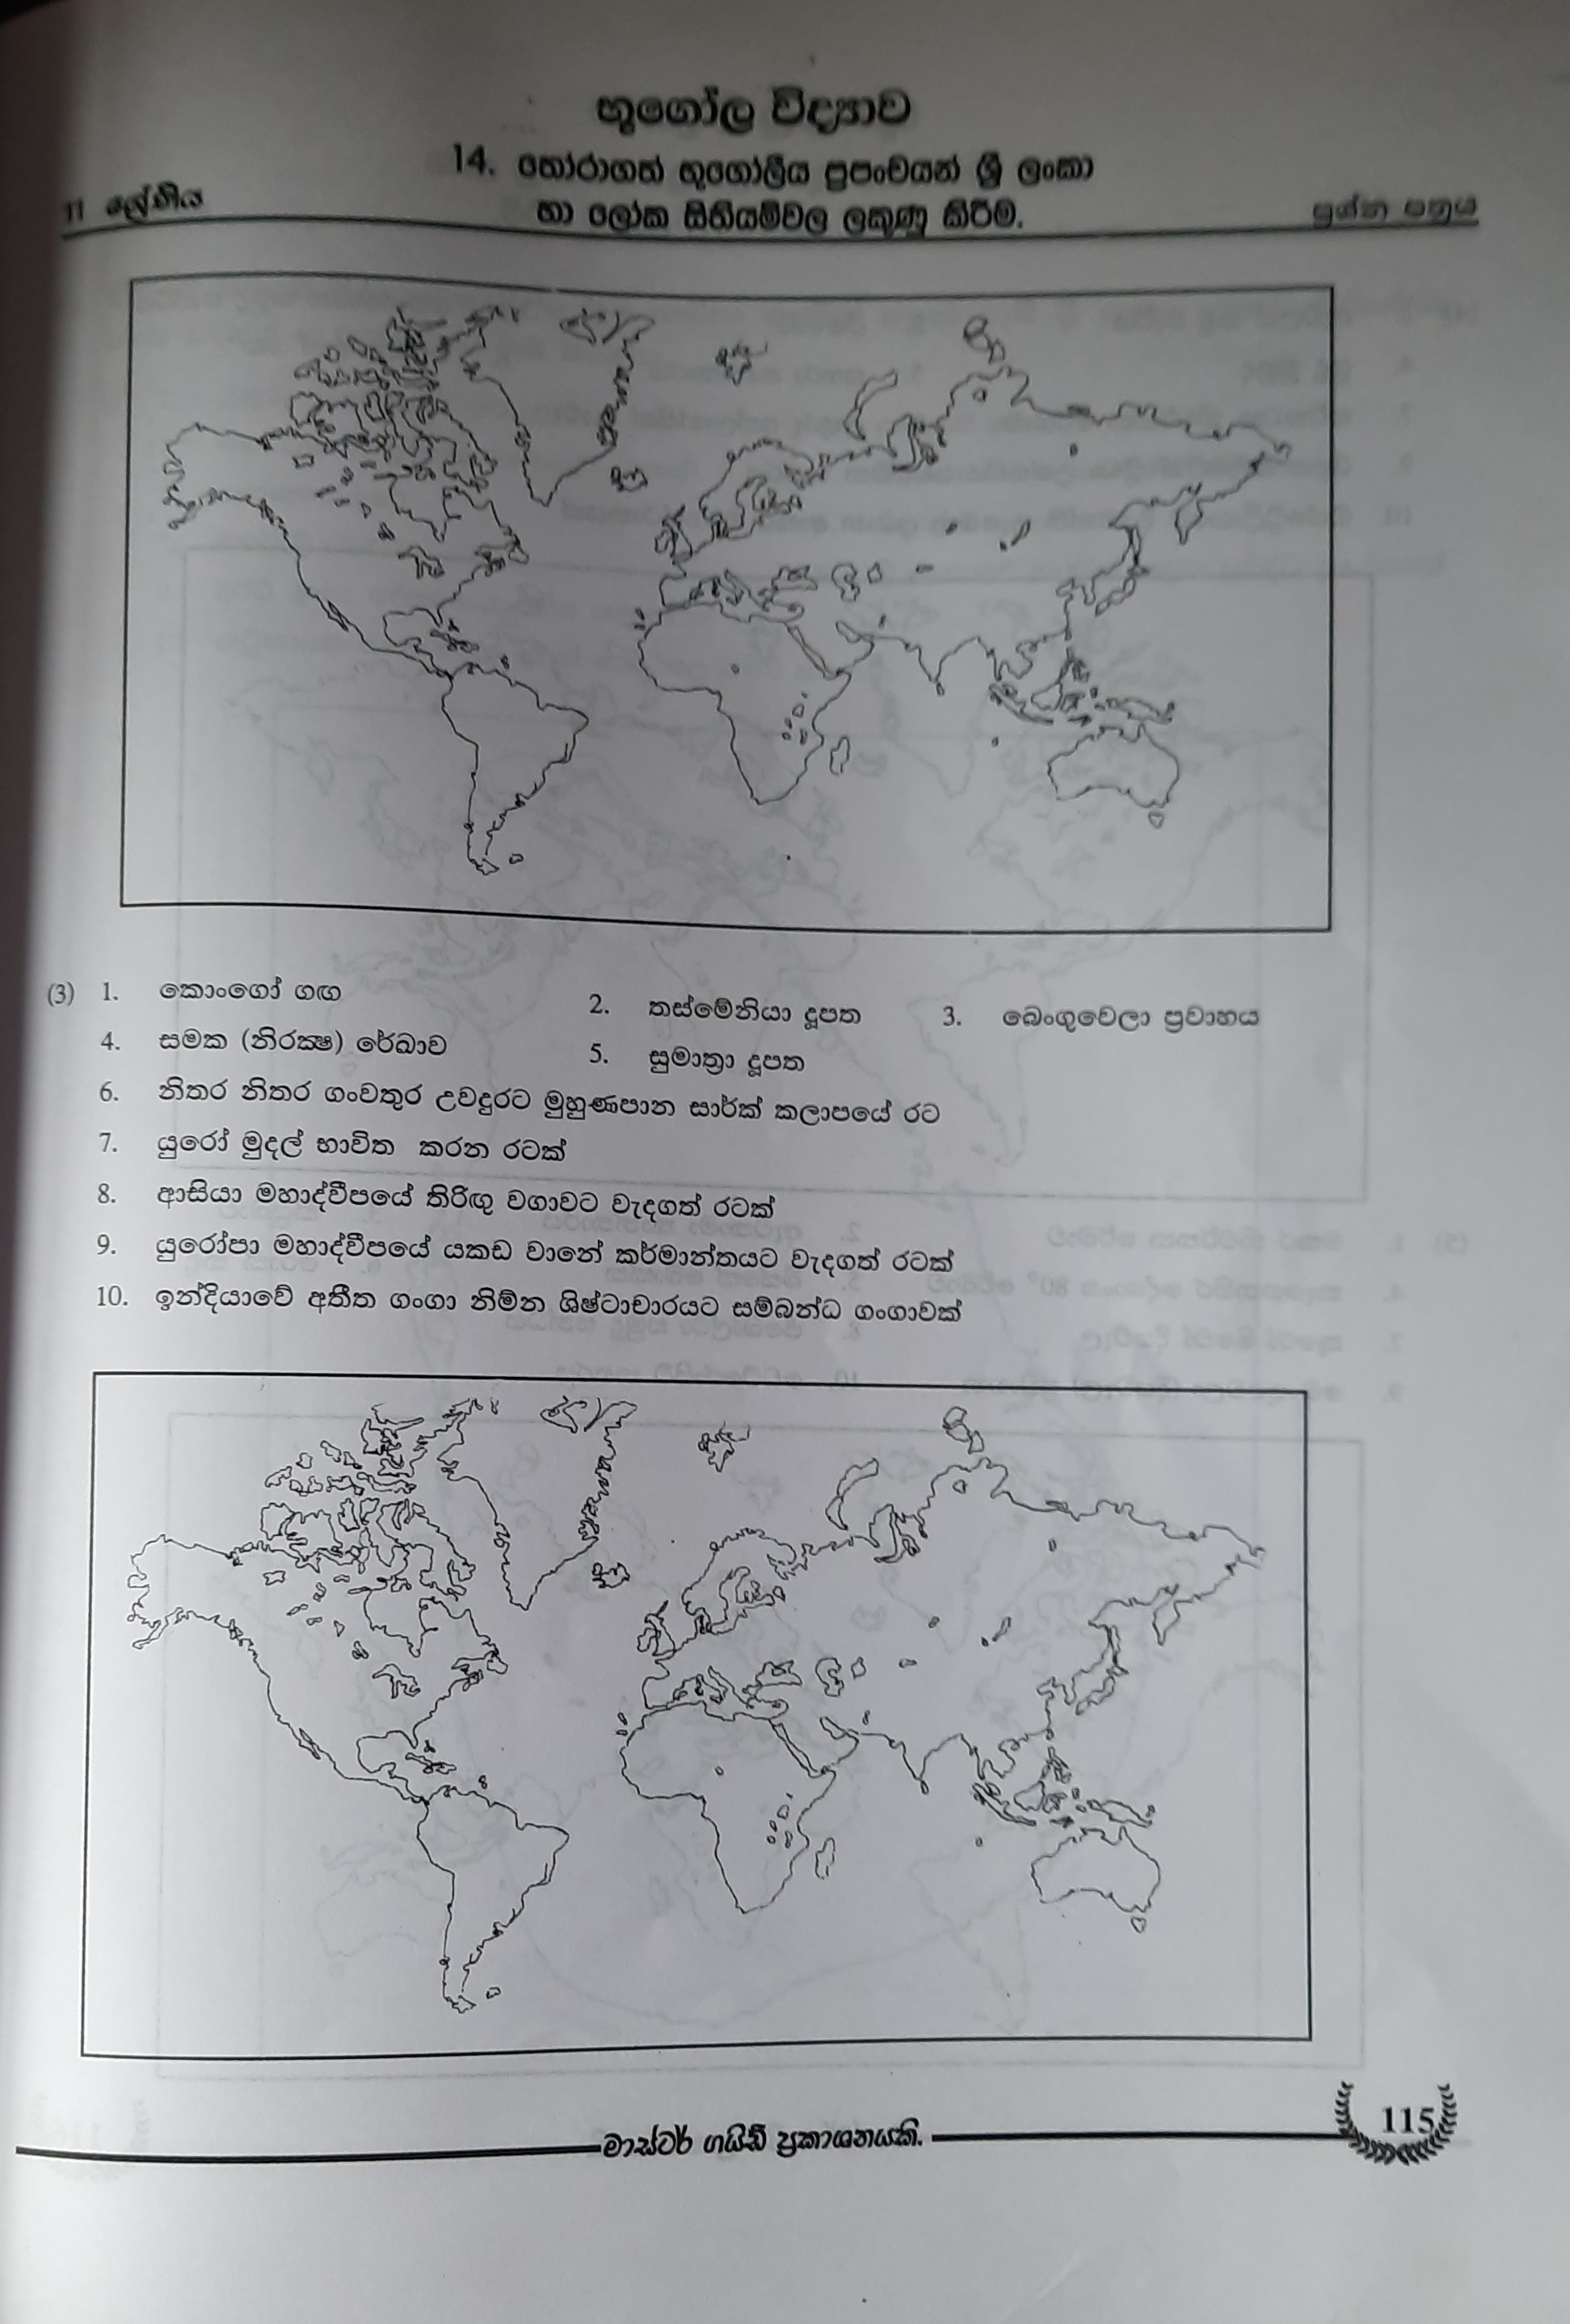 භූගෝල විද්‍යාව
14. තෝරාගත් භූගෝලීය ප්‍රපංචයන් ශ්‍රී ලංකා
11 ශ්‍රේණිය හා ලෝක සිතියම්වල ලකුණු කිරීම. ප්‍රශ්න පත්‍රය
(3) 1. කොංගෝ ගඟ 2. තස්මේනියා දූපත 3. බෙංගුවෙලා ප්‍රවාහය
4. සමක (නිරක්ෂ) රේඛාව 5. සුමාත්‍රා දූපත
6. නිතර නිතර ගංවතුර උවදුරට මුහුණපාන සාර්ක් කලාපයේ රට
7. යුරෝ මුදල් භාවිත කරන රටක්
8. ආසියා මහාද්වීපයේ තිරිඟු වගාවට වැදගත් රටක්
9. යුරෝපා මහාද්වීපයේ යකඩ වානේ කර්මාන්තයට වැදගත් රටක්
10. ඉන්දියාවේ අතීත ගංගා නිම්න ශිෂ්ටාචාරයට සම්බන්ධ ගංගාවක්
මාස්ටර් ගයිඩ් ප්‍රකාශනයකි.
115